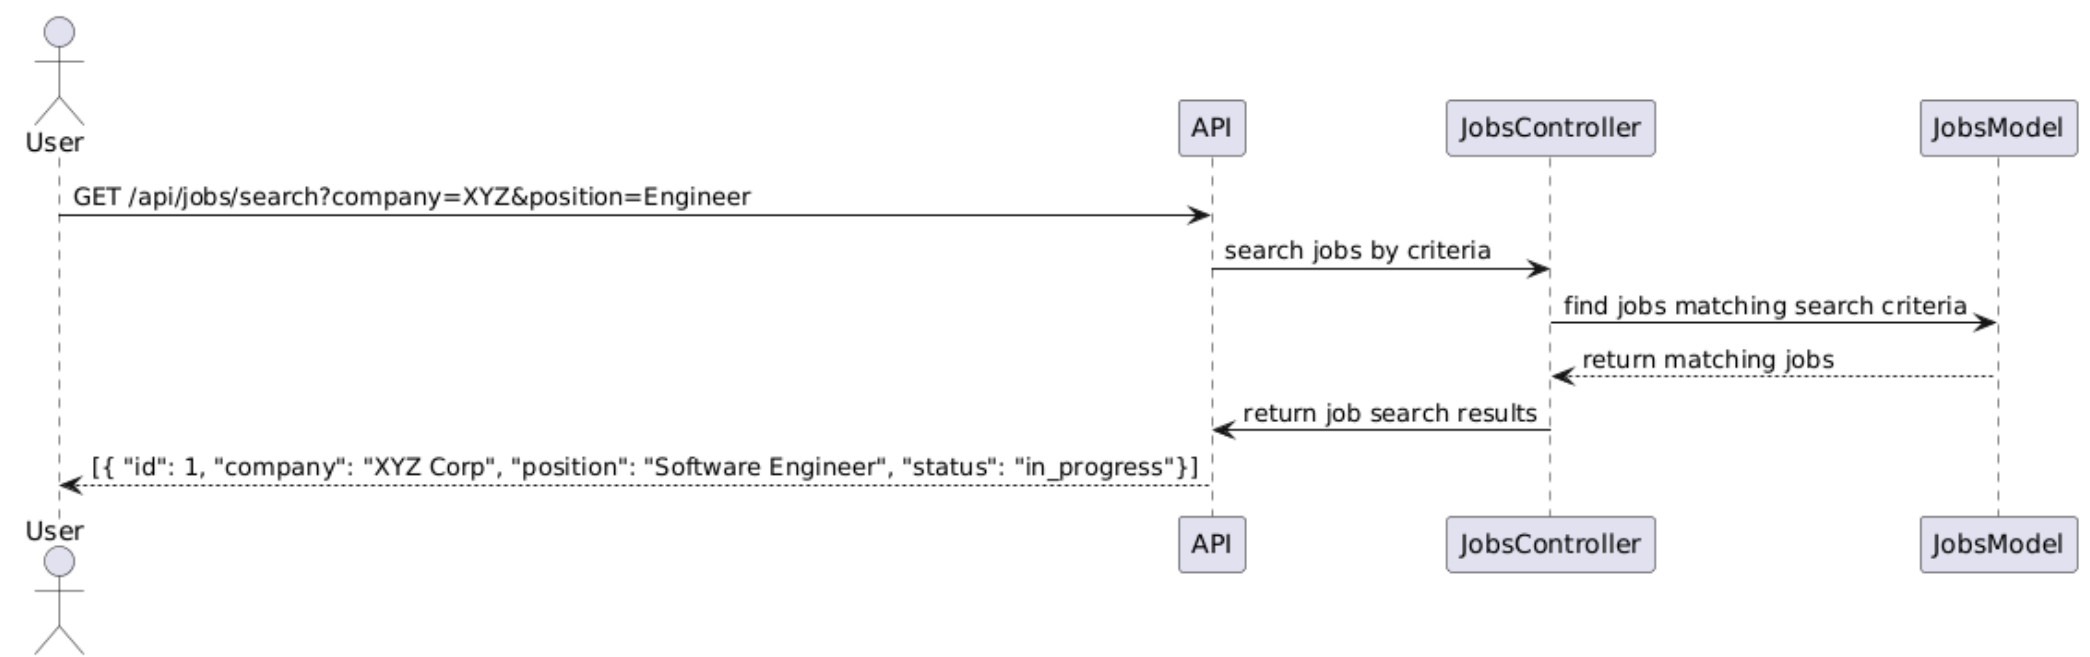 User
API
JobsController
JobsModel
GET /api/jobs/search?company=XYZ&position=Engineer
search jobs by criteria
find jobs matching search criteria
return matching jobs
return job search results
[{ "id": 1, "company": "XYZ Corp", "position": "Software Engineer", "status": "in_progress"}]
User
API
JobsController
JobsModel